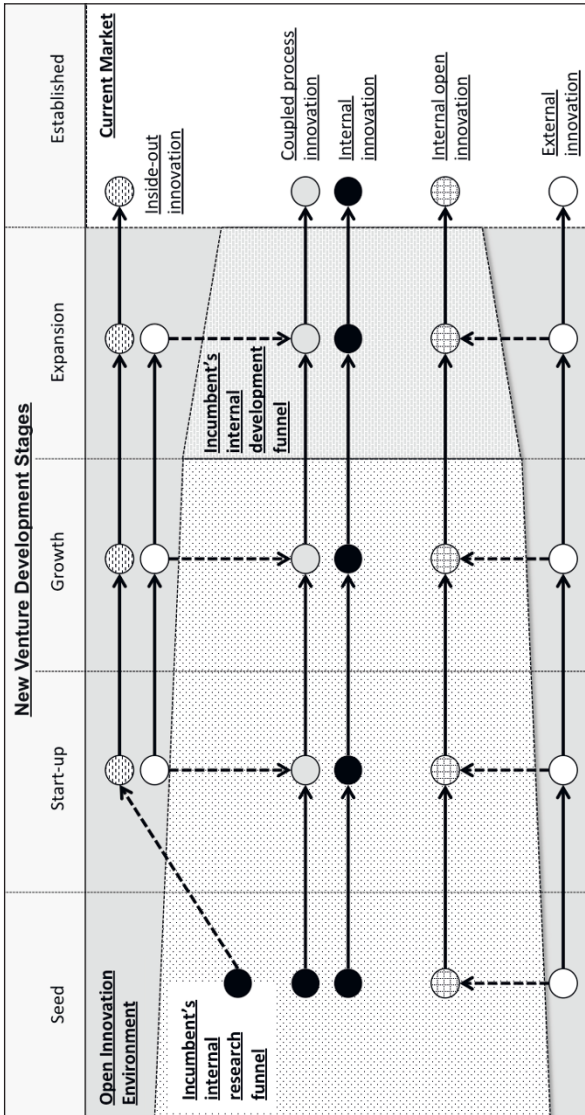 New Venture Development Stages
Seed
Start-up
Growth
Expansion
Established
Open Innovation
Environment
Current Market
Inside-out
innovation
Incumbent's
internal
research
funnel
Incumbent's
internal
development
funnel
Coupled process
innovation
Internal
innovation
Internal open
innovation
External
innovation